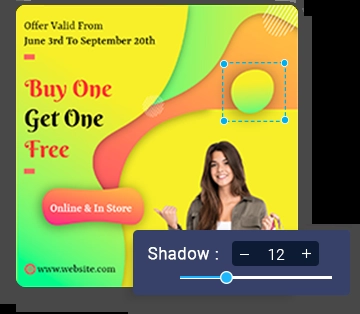 Offer Valid From
June 3rd To September 20th
Buy One
Get One
Free
Online & In Store
www.website.com
Shadow :
− 12 +